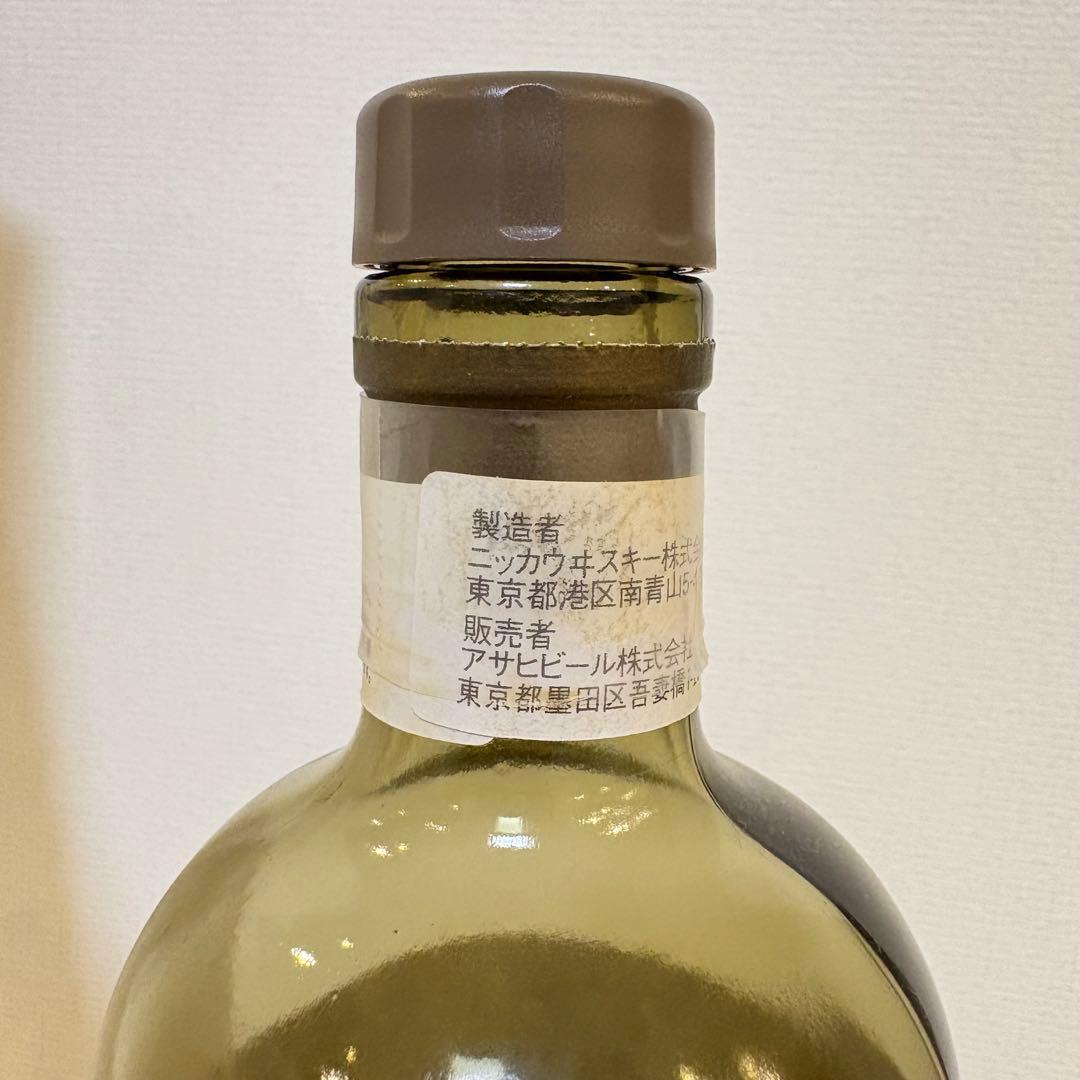 製造者
ニッカウヰスキー株式会
東京都港区南青山5-
販売者
アサヒビール株式会社
東京都墨田区吾妻橋1-2